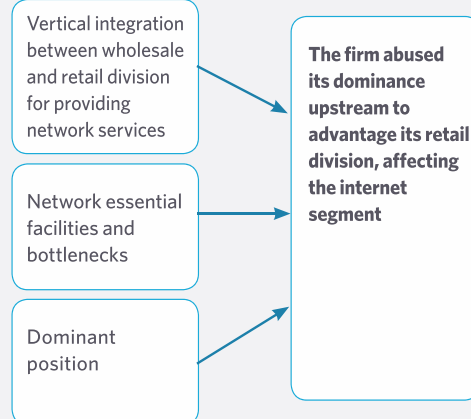 Vertical integration
between wholesale
and retail division
for providing
network services
Network essential
facilities and
bottlenecks
Dominant
position
The firm abused
its dominance
upstream to
advantage its retail
division, affecting
the internet
segment